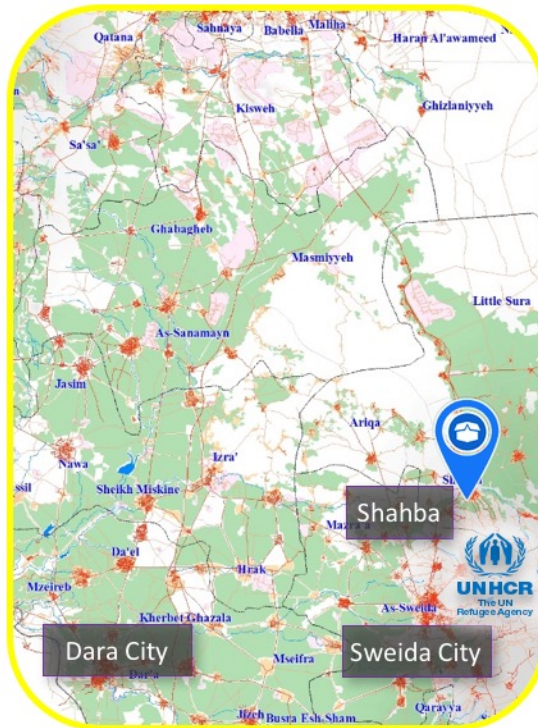 Sahnaya
Babella
Maliha
Qatana
Haran Al'awameed
Kisweh
Ghizlaniyyeh
Sa'sa'
Ghabagheb
Masmiyyeh
Little Sura
As-Sanamayn
Jasim
Ariqa
Nawa
Izra'
Sheikh Miskine
Shahba
Da'el
Hrak
UNHCR
The UN
Refugee Agency
Mzeireb
As-Sweida
Kherbet Ghazala
Dara City
Sweida City
Mseifra
Dar'a
Jizeh
Busra Esh-Sham
Qarayya